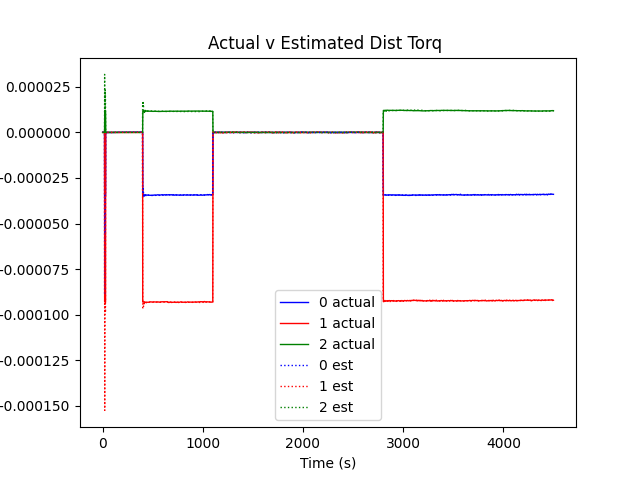 Actual v Estimated Dist Torq
0.000025
0.000000
-0.000025
-0.000050
-0.000075
-0.000100
-0.000125
-0.000150
0 actual
1 actual
2 actual
0 est
1 est
2 est
0
1000
2000
3000
4000
Time (s)